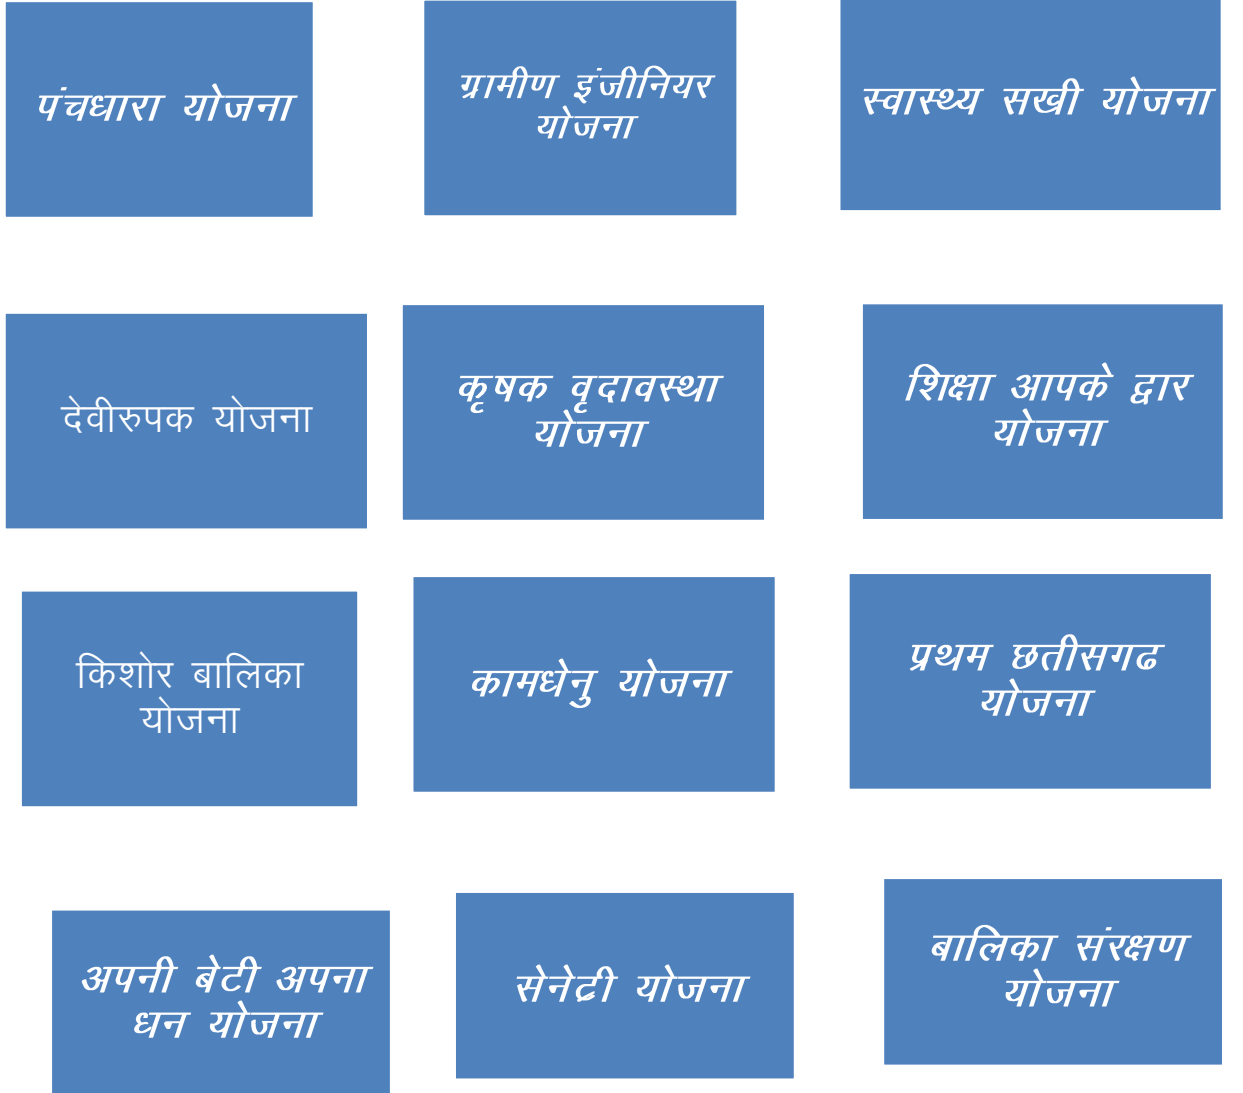 पंचधारा योजना
ग्रामीण इंजीनियर
योजना
स्वास्थ्य सखी योजना
देवीरुपक योजना
कृषक वृदावस्था
योजना
शिक्षा आपके द्वार
योजना
किशोर बालिका
योजना
कामधेनु योजना
प्रथम छतीसगढ
योजना
अपनी बेटी अपना
धन योजना
सेनेट्री योजना
बालिका संरक्षण
योजना